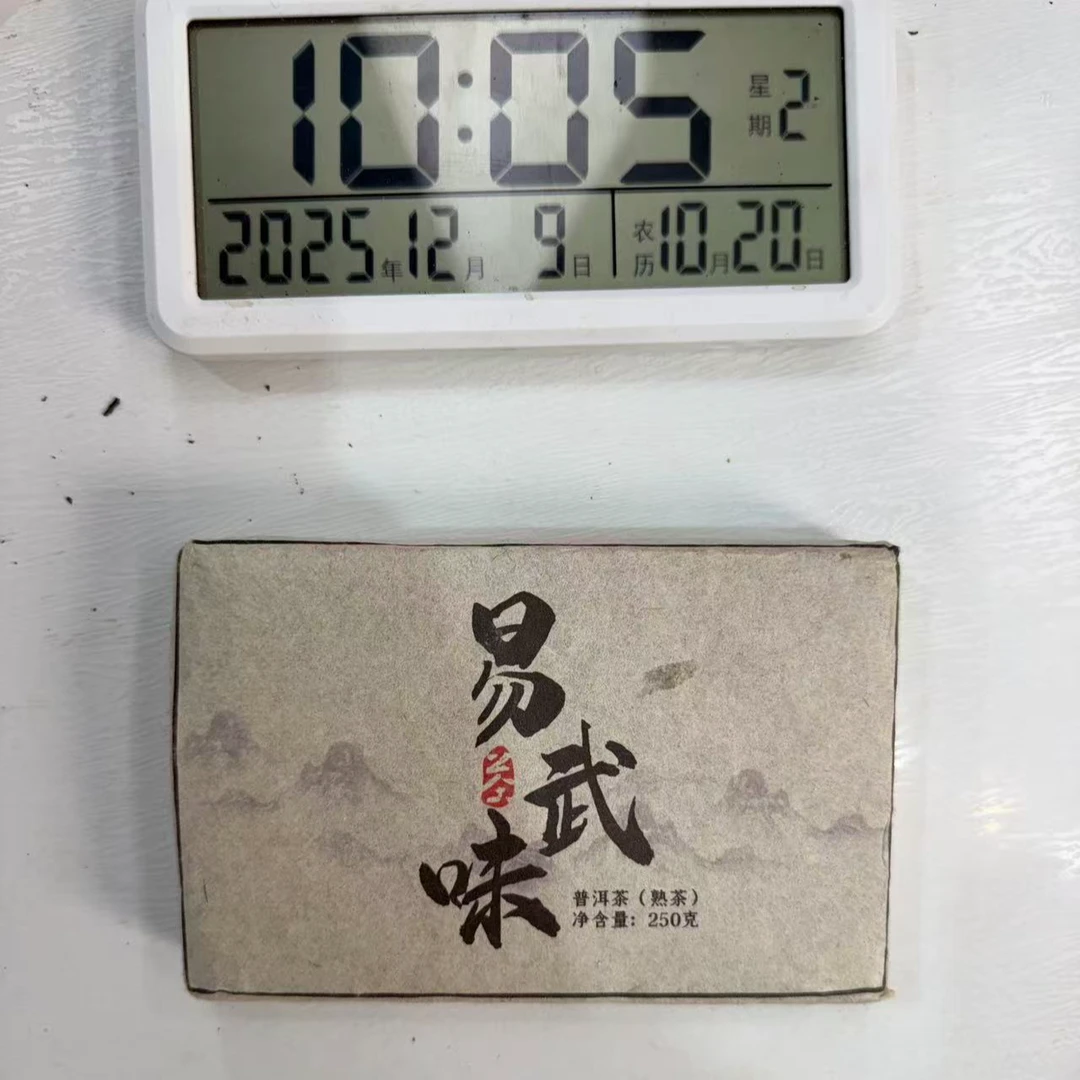 10:05 星期2
2025年12月9日 农历10月20日
易武
味
普洱茶（熟茶）
净含量：250克